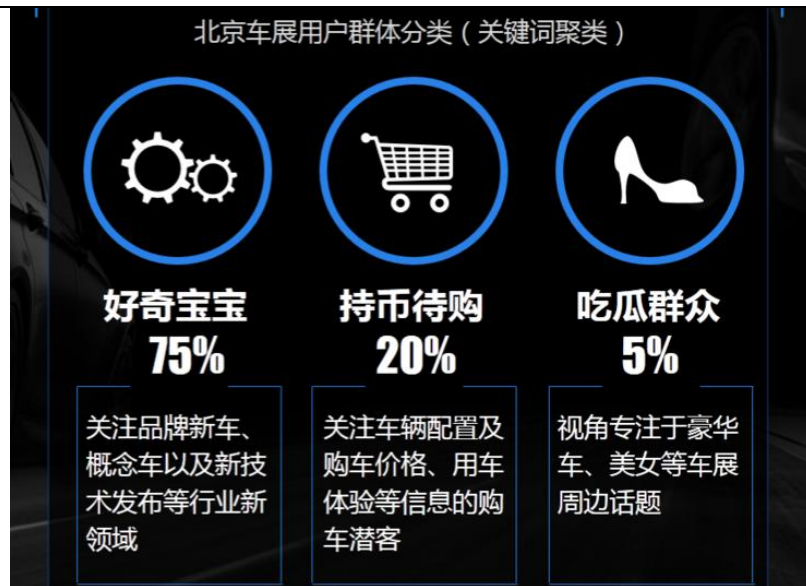 北京车展用户群体分类（关键词聚类）
好奇宝宝
75%
关注品牌新车、
概念车以及新技
术发布等行业新
领域
持币待购
20%
关注车辆配置及
购车价格、用车
体验等信息的购
车潜客
吃瓜群众
5%
视角专注于豪华
车、美女等车展
周边话题